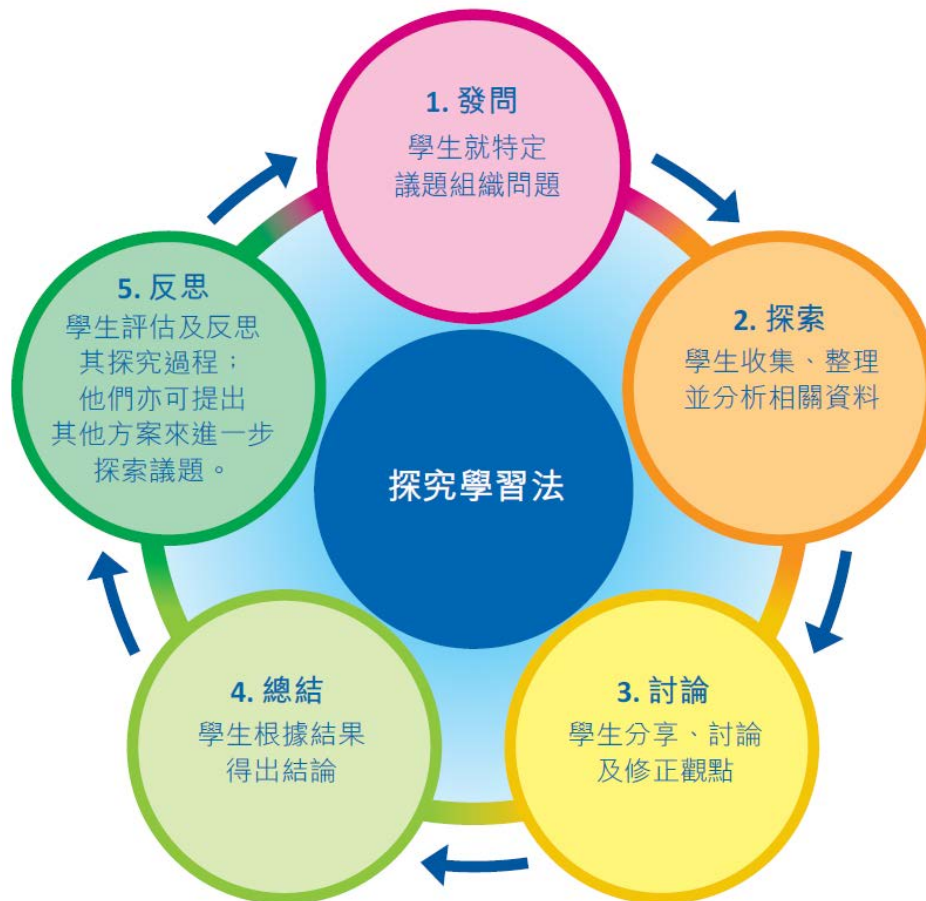 1. 發問
學生就特定
議題組織問題
2. 探索
學生收集、整理
並分析相關資料
3. 討論
學生分享、討論
及修正觀點
4. 總結
學生根據結果
得出結論
5. 反思
學生評估及反思
其探究過程；
他們亦可提出
其他方案來進一步
探索議題。
探究學習法